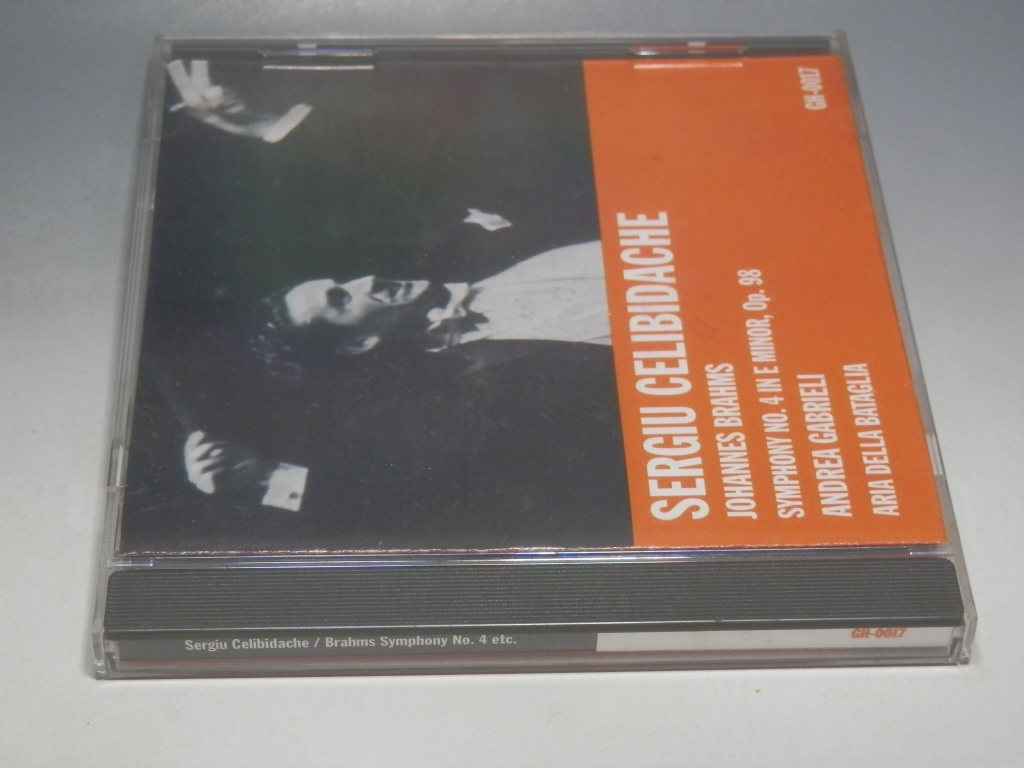 SERGIU CELIBIDACHE
JOHANNES BRAHMS
SYMPHONY NO. 4 IN E MINOR, Op. 98
ANDREA GABRIELI
ARIA DELLA BATAGLIA
GH-0017
Sergiu Celibidache / Brahms Symphony No. 4 etc.
GH-0017